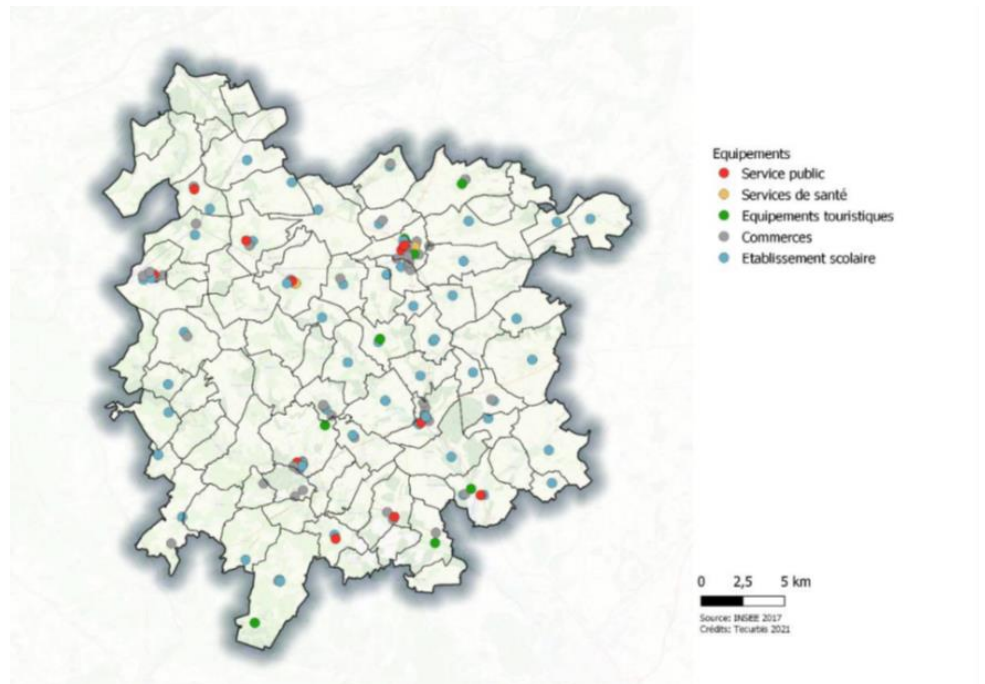 Equipements
Service public
Services de santé
Equipements touristiques
Commerces
Etablissement scolaire
0 2,5 5 km
Source: INSEE 2017
Crédits: Tecurbis 2021